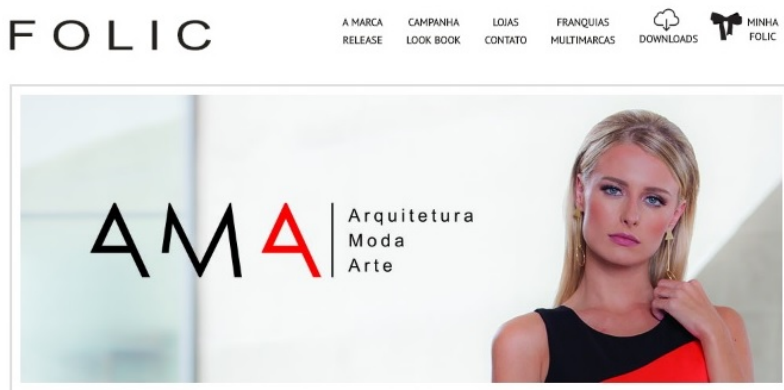 FOLIC
A MARCA
RELEASE
CAMPANHA
LOOK BOOK
LOJAS
CONTATO
FRANQUIAS
MULTIMARCAS
DOWNLOADS
MINHA
FOLIC
AMA
Arquitetura
Moda
Arte